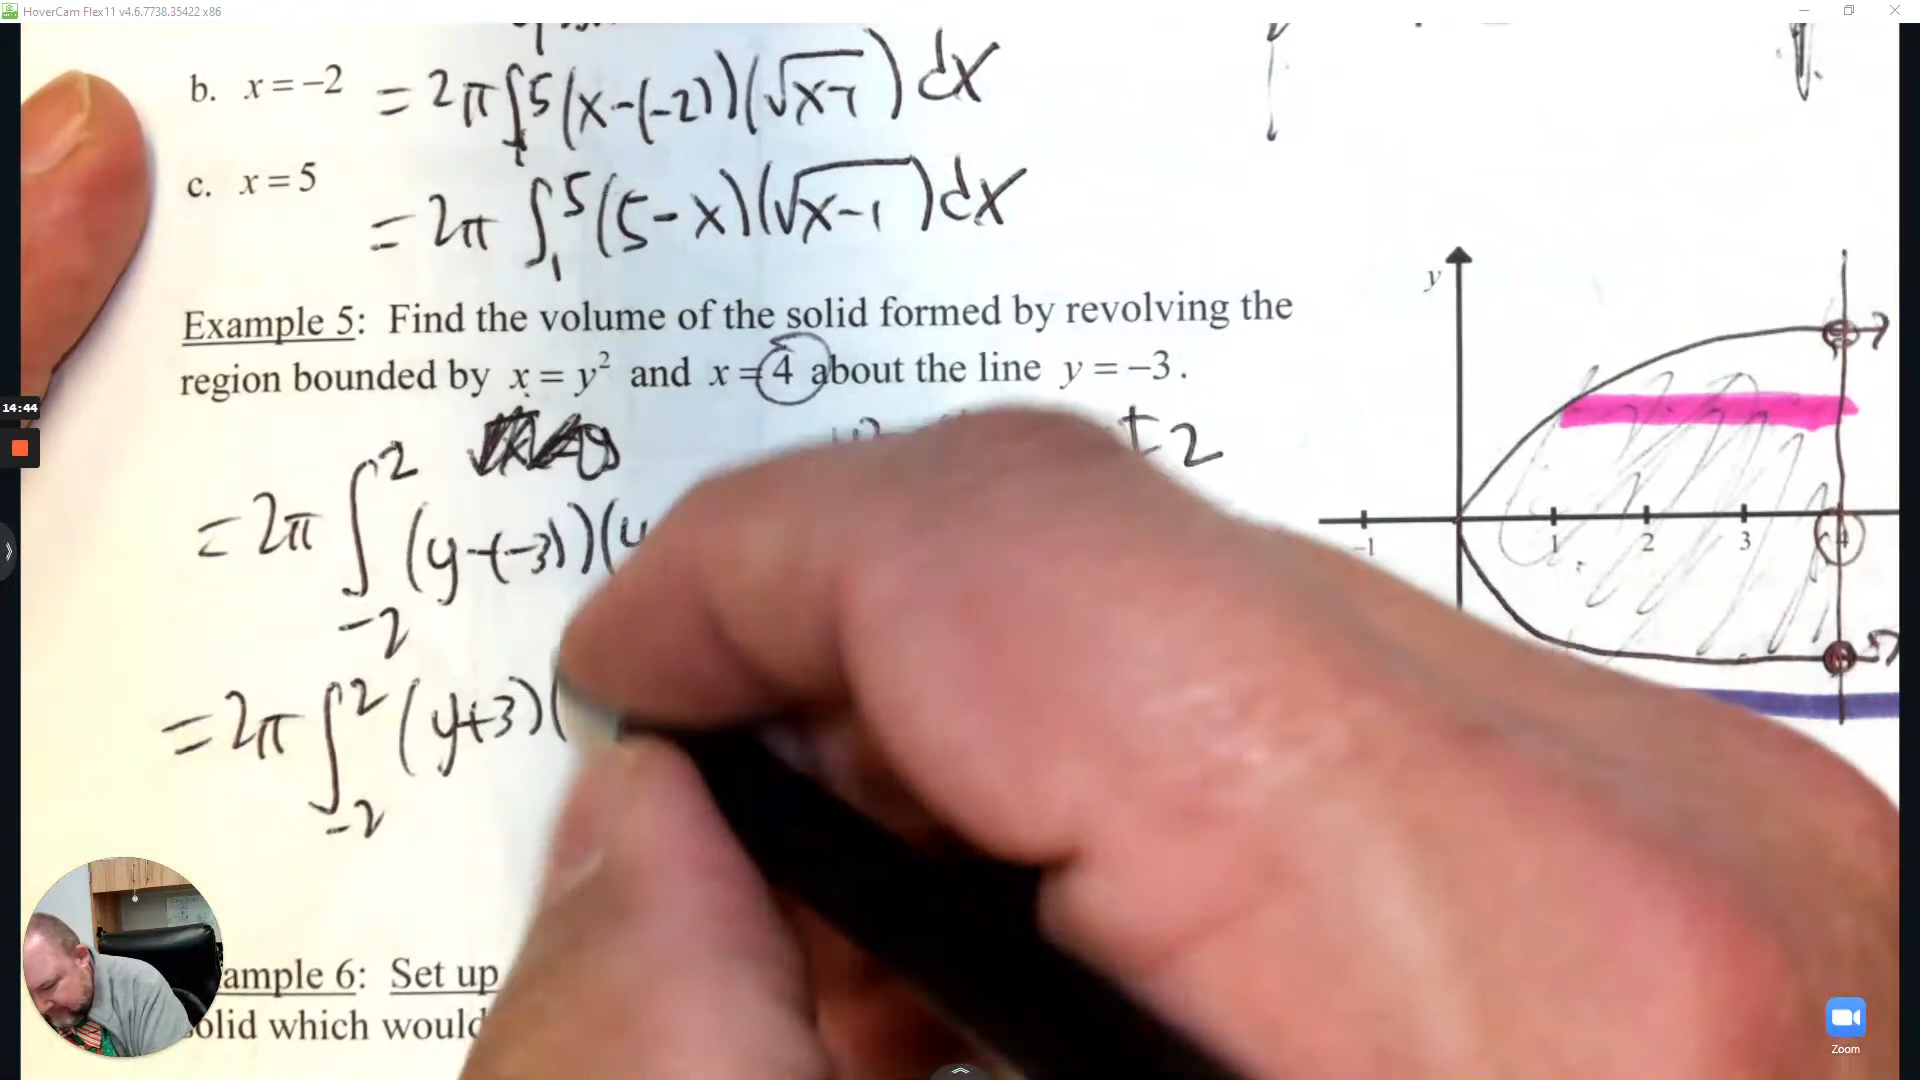 HoverCam Flex11 v4.6.7738.35422 x86
b. x = −2 = 2π ∫ 5 (x-(-2))(√x-1) dx
c. x = 5
= 2π ∫₁⁵ (5-x)(√x-1) dx
Example 5: Find the volume of the solid formed by revolving the
region bounded by x = y² and x = 4 about the line y = −3.
14:44
± 2
= 2π ∫₋₂² (y-(-3))(
= 2π ∫₋₂² (y+3)(
y
-1 1 2 3 4
ample 6: Set up
olid which would
Zoom